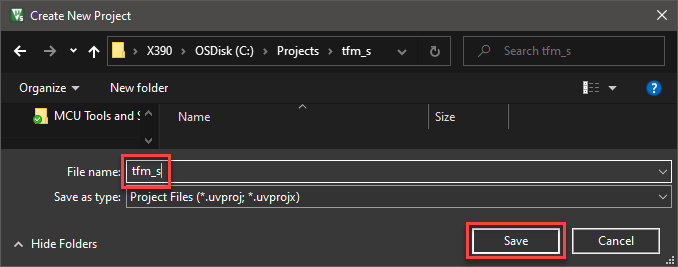 Create New Project
X390 > OSDisk (C:) > Projects > tfm_s
Search tfm_s
Organize
New folder
?
MCU Tools and S
Name
Size
File name: tfm_s
Save as type: Project Files (*.uvproj; *.uvprojx)
Hide Folders
Save
Cancel